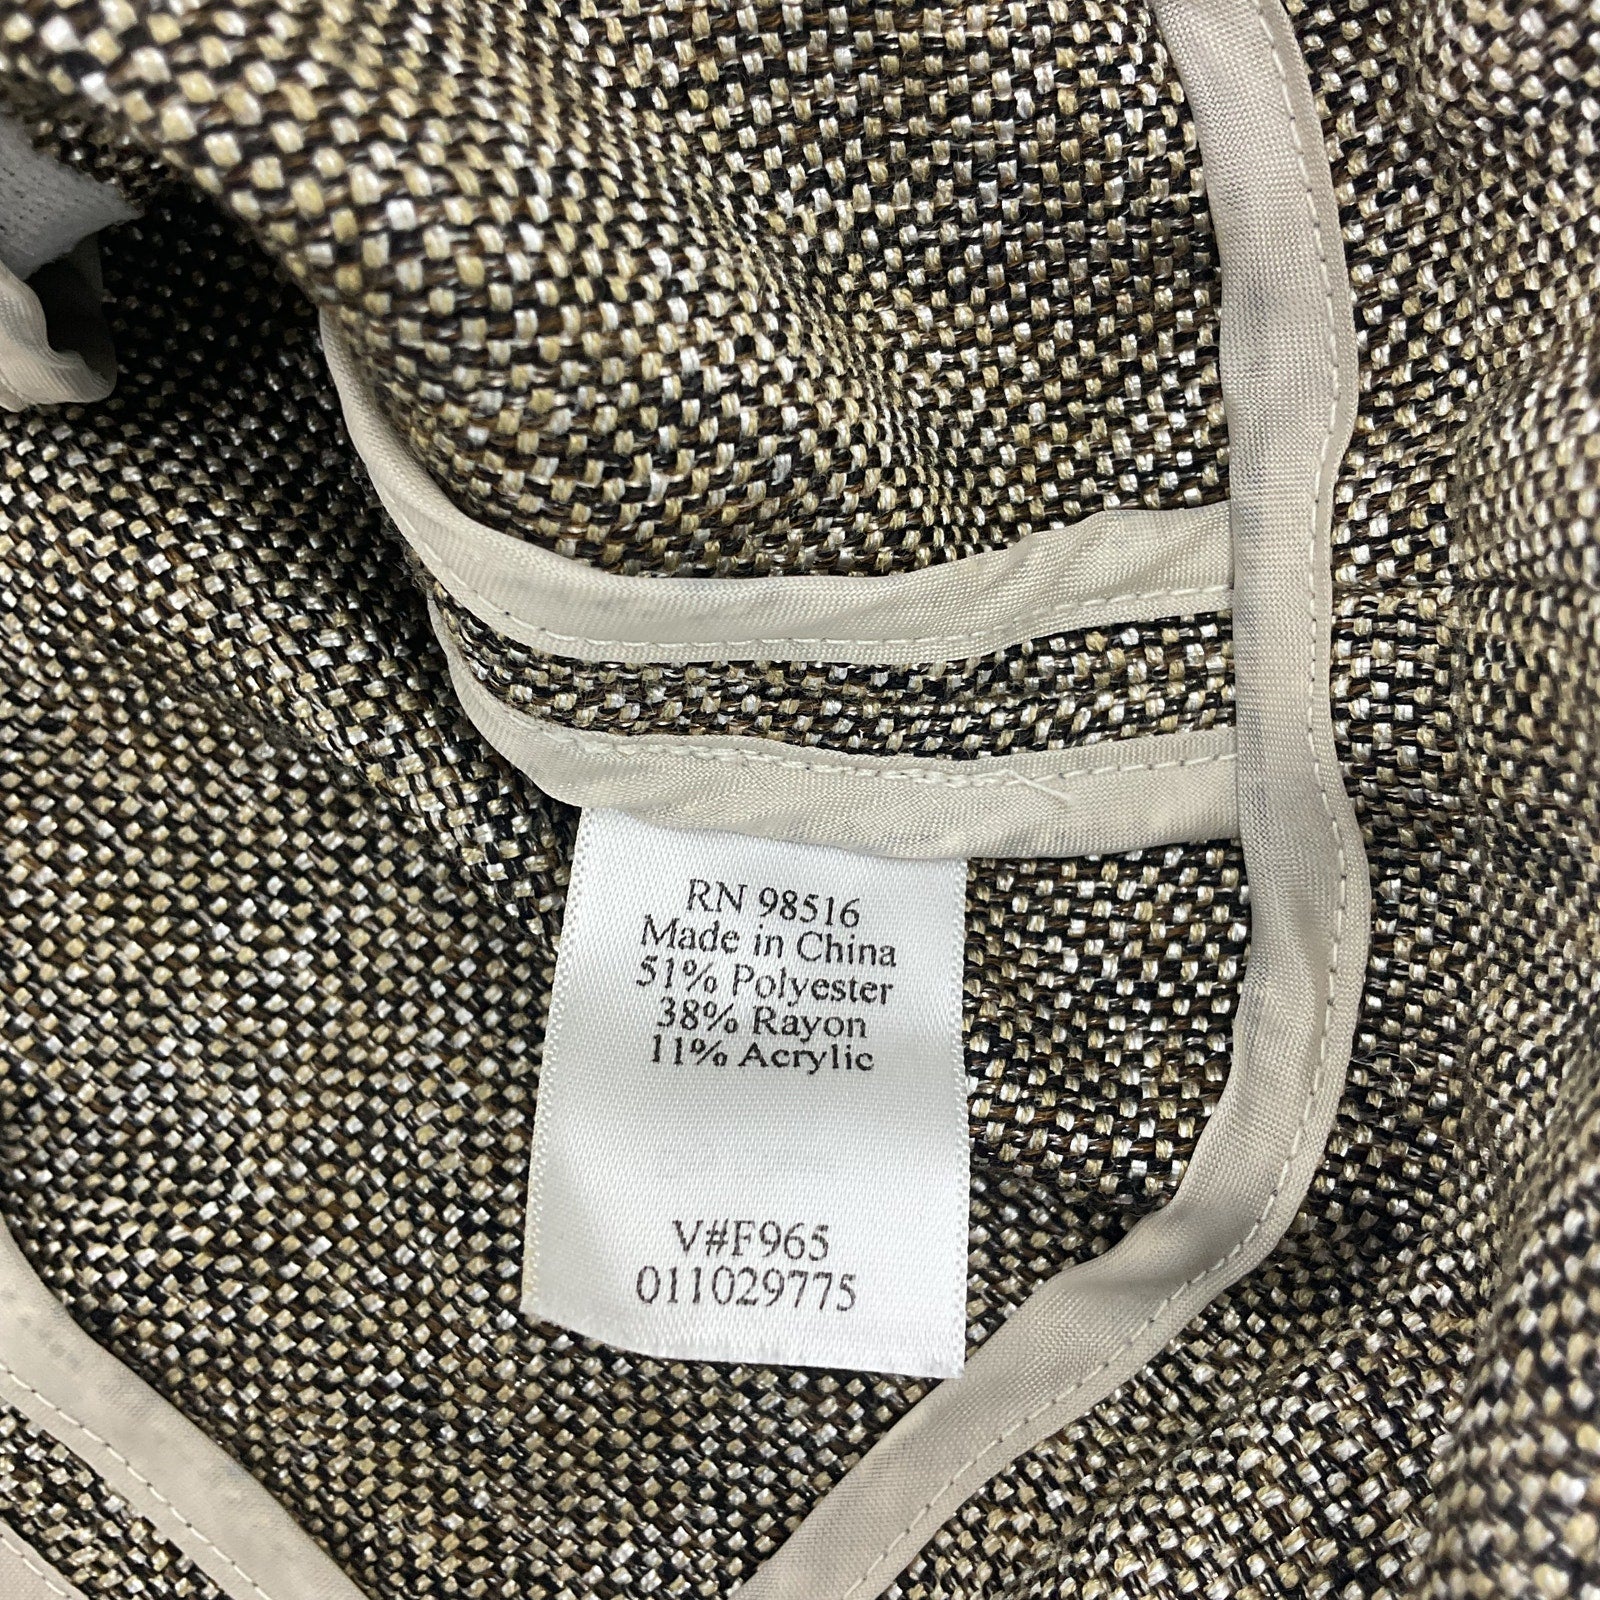 RN 98516
Made in China
51% Polyester
38% Rayon
11% Acrylic
V#F965
011029775